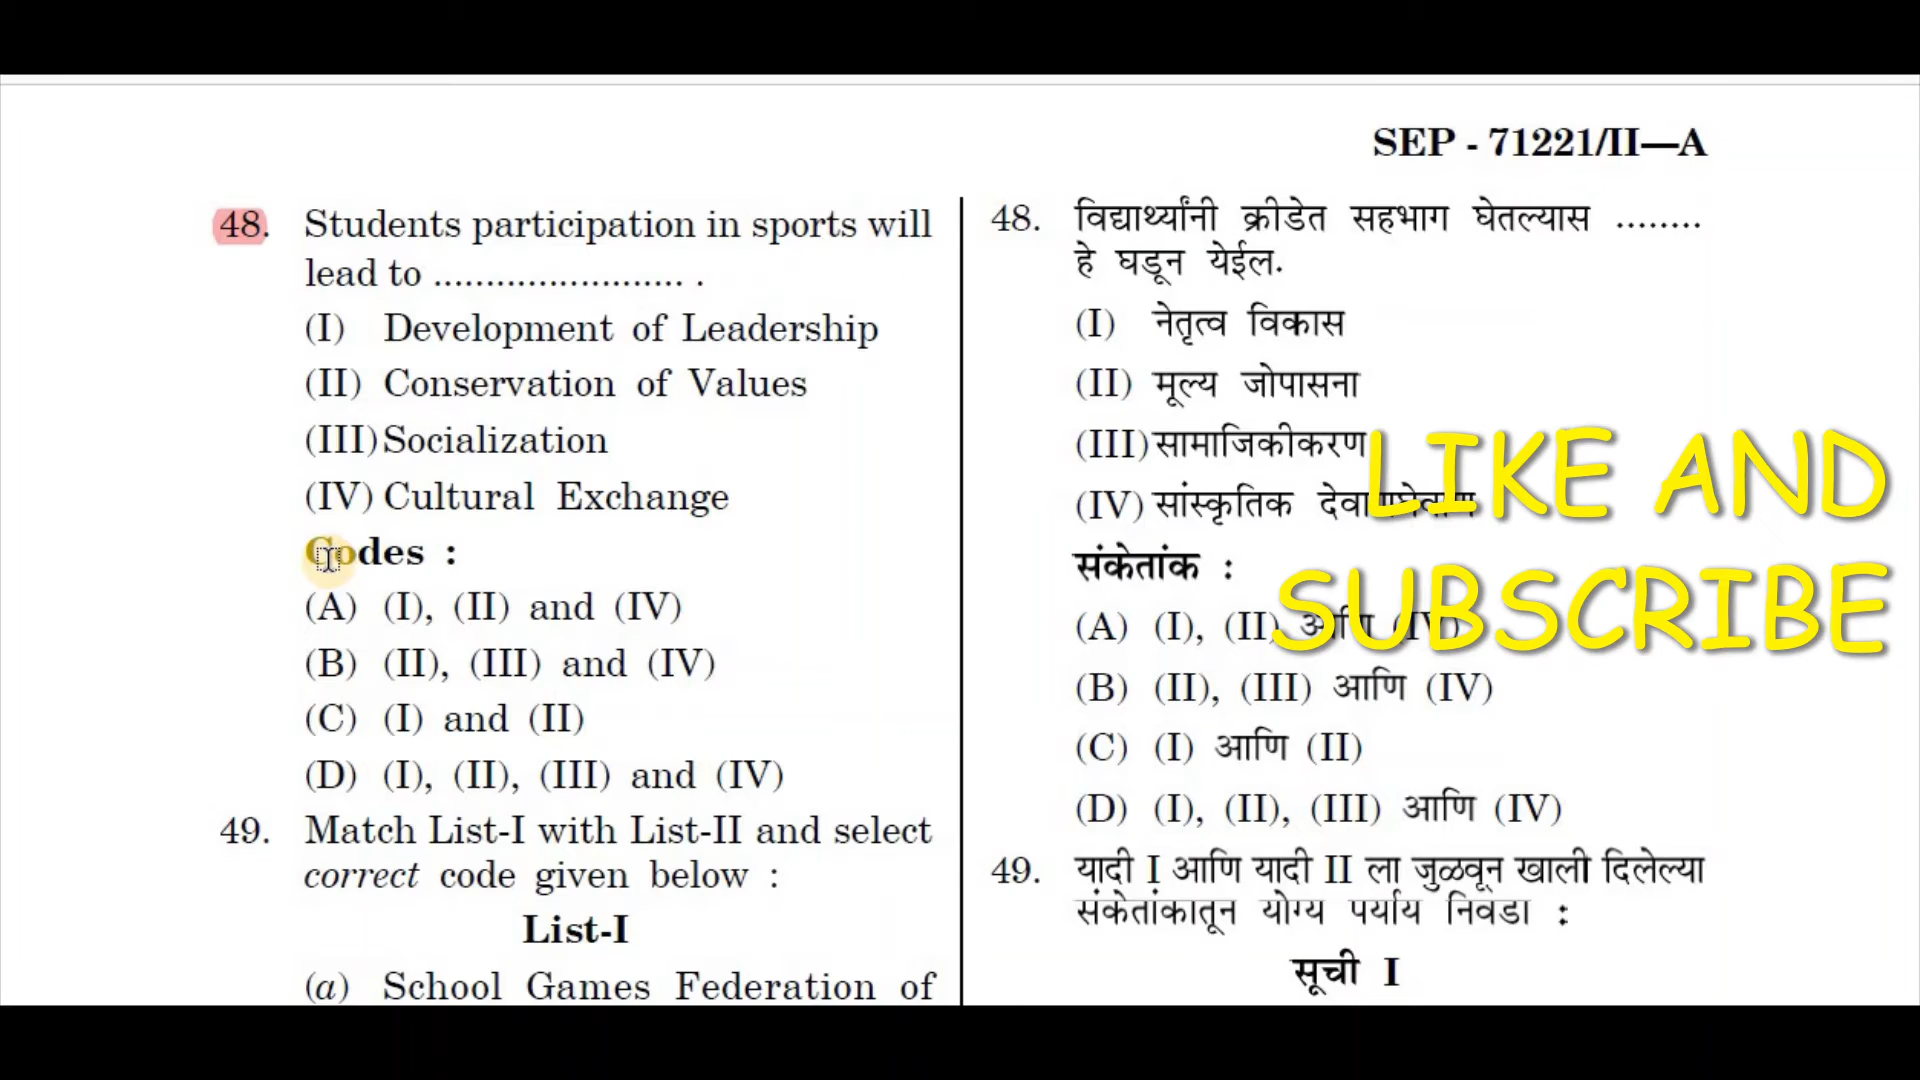 SEP - 71221/II—A
48. Students participation in sports will
lead to ........................ .
(I) Development of Leadership
(II) Conservation of Values
(III) Socialization
(IV) Cultural Exchange
Codes :
(A) (I), (II) and (IV)
(B) (II), (III) and (IV)
(C) (I) and (II)
(D) (I), (II), (III) and (IV)
49. Match List-I with List-II and select
correct code given below :
List-I
(a) School Games Federation of
48. विद्यार्थ्यांनी क्रीडेत सहभाग घेतल्यास ........
हे घडून येईल.
(I) नेतृत्व विकास
(II) मूल्य जोपासना
(III) सामाजिकीकरण
(IV) सांस्कृतिक देवाणघेवाण
संकेतांक :
(A) (I), (II) आणि (IV)
(B) (II), (III) आणि (IV)
(C) (I) आणि (II)
(D) (I), (II), (III) आणि (IV)
49. यादी I आणि यादी II ला जुळवून खाली दिलेल्या
संकेतांकातून योग्य पर्याय निवडा :
सूची I
LIKE AND
SUBSCRIBE